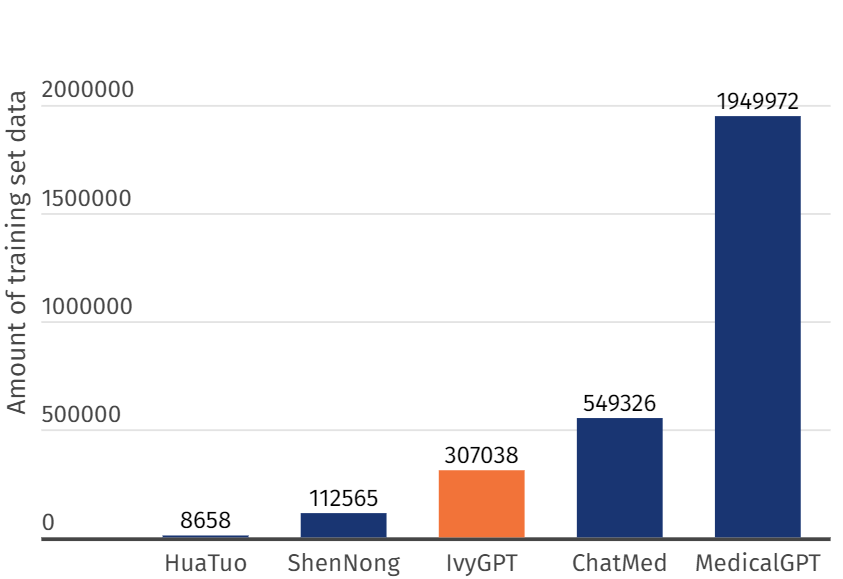 Amount of training set data
2000000
1500000
1000000
500000
0
8658
112565
307038
549326
1949972
HuaTuo
ShenNong
IvyGPT
ChatMed
MedicalGPT